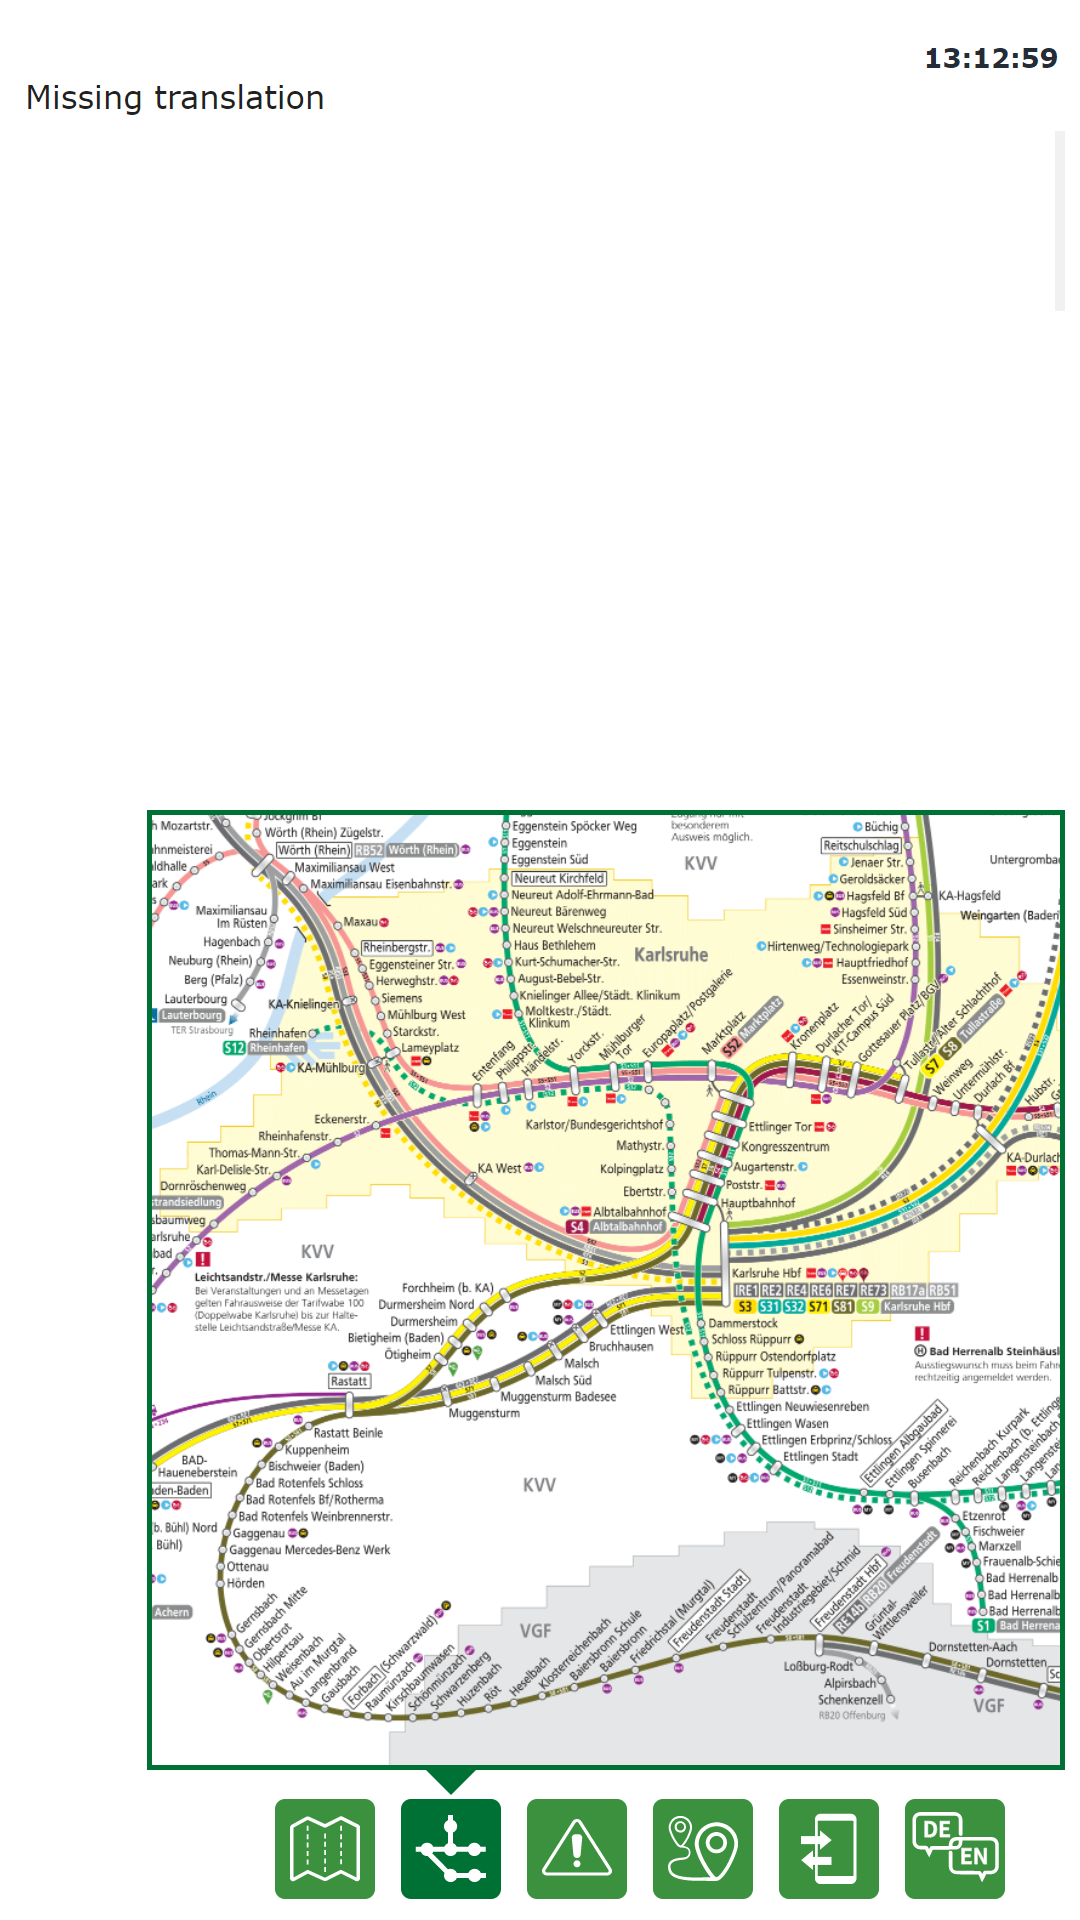 13:12:59
Missing translation
h Mozartstr.
Wörth (Rhein) Zügelstr.
Wörth (Rhein) RB52 Wörth (Rhein)
Maximiliansau West
Maximiliansau Eisenbahnstr.
Maximiliansau
Im Rüsten
Hagenbach
Neuburg (Rhein)
Berg (Pfalz)
Lauterbourg
Lauterbourg
TER Strasbourg
Maxau
Rheinbergstr.
Eggensteiner Str.
Herweghstr.
Siemens
KA-Knielingen
Mühlburg West
Starckstr.
Rheinhafen
S12 Rheinhafen
Lameyplatz
KA-Mühlburg
Rhein
Eckenerstr.
Rheinhafenstr.
Thomas-Mann-Str.
Karl-Delisle-Str.
Dornröschenweg
KA West
Eggenstein Spöcker Weg
Eggenstein
Eggenstein Süd
Neureut Kirchfeld
Neureut Adolf-Ehrmann-Bad
Neureut Bärenweg
Neureut Welschneureuter Str.
Haus Bethlehem
Kurt-Schumacher-Str.
August-Bebel-Str.
Knielinger Allee/Städt. Klinikum
Moltkestr./Städt.
Klinikum
besonderem
Ausweis möglich.
KVV
Karlsruhe
Büchig
Reitschulschlag
Jenaer Str.
Geroldsäcker
Hagsfeld Bf
KA-Hagsfeld
Hagsfeld Süd
Sinsheimer Str.
Hirtenweg/Technologiepark
Hauptfriedhof
Essenweinstr.
Untergromba
Weingarten (Baden
Entenfang
Philippstr.
Händelstr.
Yorckstr.
Mühlburger
Tor
Europaplatz/Postgalerie
Marktplatz
S52 Marktplatz
Kronenplatz
Durlacher Tor/
KIT-Campus Süd
Gottesauer Platz/BGV
Tullastr./Alter Schlachthof
S7 S8 Tullastraße
Weinweg
Untermühlstr.
Durlach Bf
Hubstr.
KA-Durlach
Karlstor/Bundesgerichtshof
Mathystr.
Kolpingplatz
Ebertstr.
Albtalbahnhof
S4 Albtalbahnhof
Ettlinger Tor
Kongresszentrum
Augartenstr.
Poststr.
Hauptbahnhof
Karlsruhe Hbf
IRE1 RE2 RE4 RE6 RE7 RE73 RB17a RB51
S3 S31 S32 S71 S81 S9 Karlsruhe Hbf
KVV
Leichtsandstr./Messe Karlsruhe:
Bei Veranstaltungen und an Messetagen
gelten Fahrausweise der Tarifwabe 100
(Doppelwabe Karlsruhe) bis zur Halte-
stelle Leichtsandstraße/Messe KA.
Forchheim (b. KA)
Durmersheim Nord
Durmersheim
Bietigheim (Baden)
Ötigheim
Rastatt
Ettlingen West
Bruchhausen
Malsch
Malsch Süd
Muggensturm Badesee
Muggensturm
Dammerstock
Schloss Rüppurr
Rüppurr Ostendorfplatz
Rüppurr Tulpenstr.
Rüppurr Battstr.
Ettlingen Neuwiesenreben
Ettlingen Wasen
Ettlingen Erbprinz/Schloss
Ettlingen Stadt
Ettlingen Albgaubad
Ettlingen Spinnerei
Busenbach
Reichenbach Kurpark
Reichenbach (b. Ettlinge
Langensteinbach
Bad Herrenalb Steinhäusl
Ausstiegswunsch muss beim Fahr
rechtzeitig angemeldet werden.
Etzenrot
Fischweier
Marxzell
Frauenalb-Schie
Bad Herrenalb
Bad Herrenalb
Bad Herrenalb
S1 Bad Herrena
Rastatt Beinle
Kuppenheim
Bischweier (Baden)
Bad Rotenfels Schloss
Bad Rotenfels Bf/Rotherma
Bad Rotenfels Weinbrennerstr.
Gaggenau
Gaggenau Mercedes-Benz Werk
Ottenau
Hörden
BAD-
Haueneberstein
den-Baden
(b. Bühl) Nord
Bühl)
Achern
KVV
VGF
Gernsbach
Gernsbach Mitte
Obertsrot
Hilpertsau
Weisenbach
Au im Murgtal
Langenbrand
Gausbach
Forbach (Schwarzwald)
Raumünzach
Kirschbaumwasen
Schönmünzach
Schwarzenberg
Huzenbach
Röt
Heselbach
Klosterreichenbach
Baiersbronn Schule
Baiersbronn
Friedrichstal (Murgtal)
Freudenstadt Stadt
Freudenstadt
Schulzentrum/Panoramabad
Freudenstadt
Industriegebiet/Schmid
Freudenstadt Hbf
RE14b RB20 Freudenstadt
Grüntal-
Wittlensweiler
Dornstetten-Aach
Dornstetten
Loßburg-Rodt
Alpirsbach
Schenkenzell
RB20 Offenburg
VGF
DE
EN